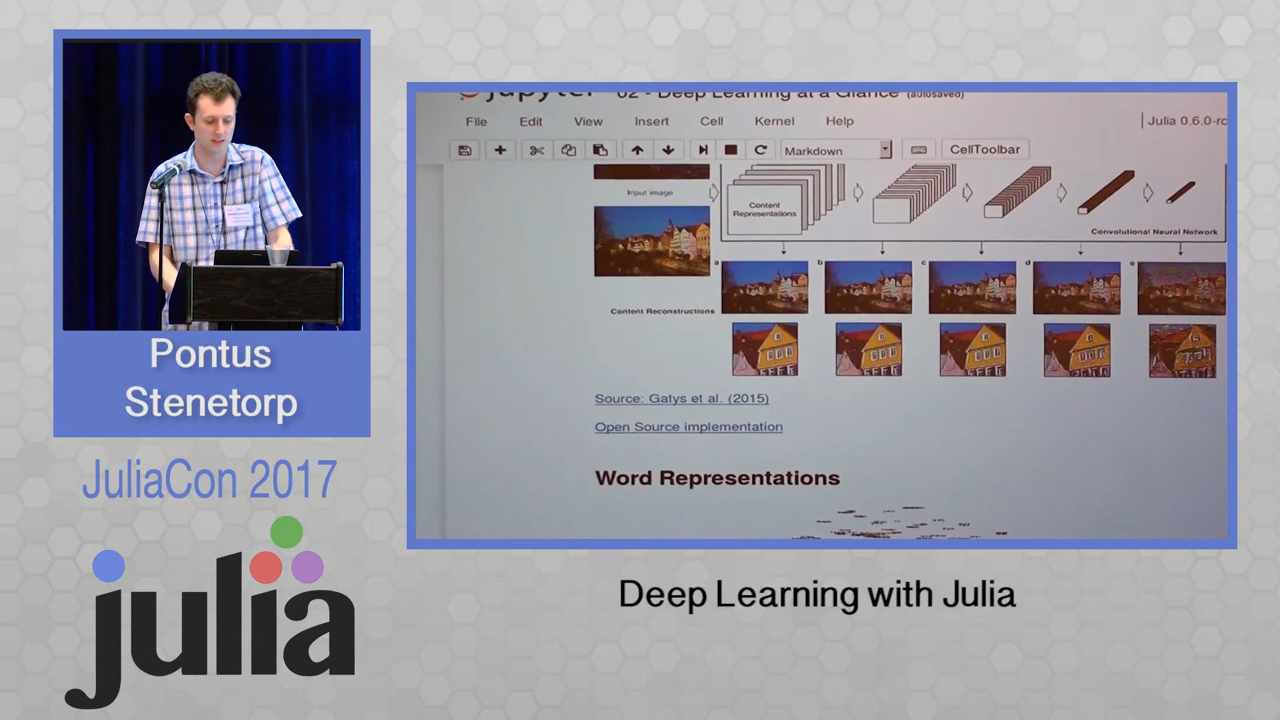 Pontus
Stenetorp
JuliaCon 2017
julia
jupyter 02 - Deep Learning at a Glance (autosaved)
File Edit View Insert Cell Kernel Help Julia 0.6.0-rc
Markdown CellToolbar
Input image
Content
Representations
Convolutional Neural Network
a b c d e
Content Reconstructions
Source: Gatys et al. (2015)
Open Source implementation
Word Representations
Deep Learning with Julia